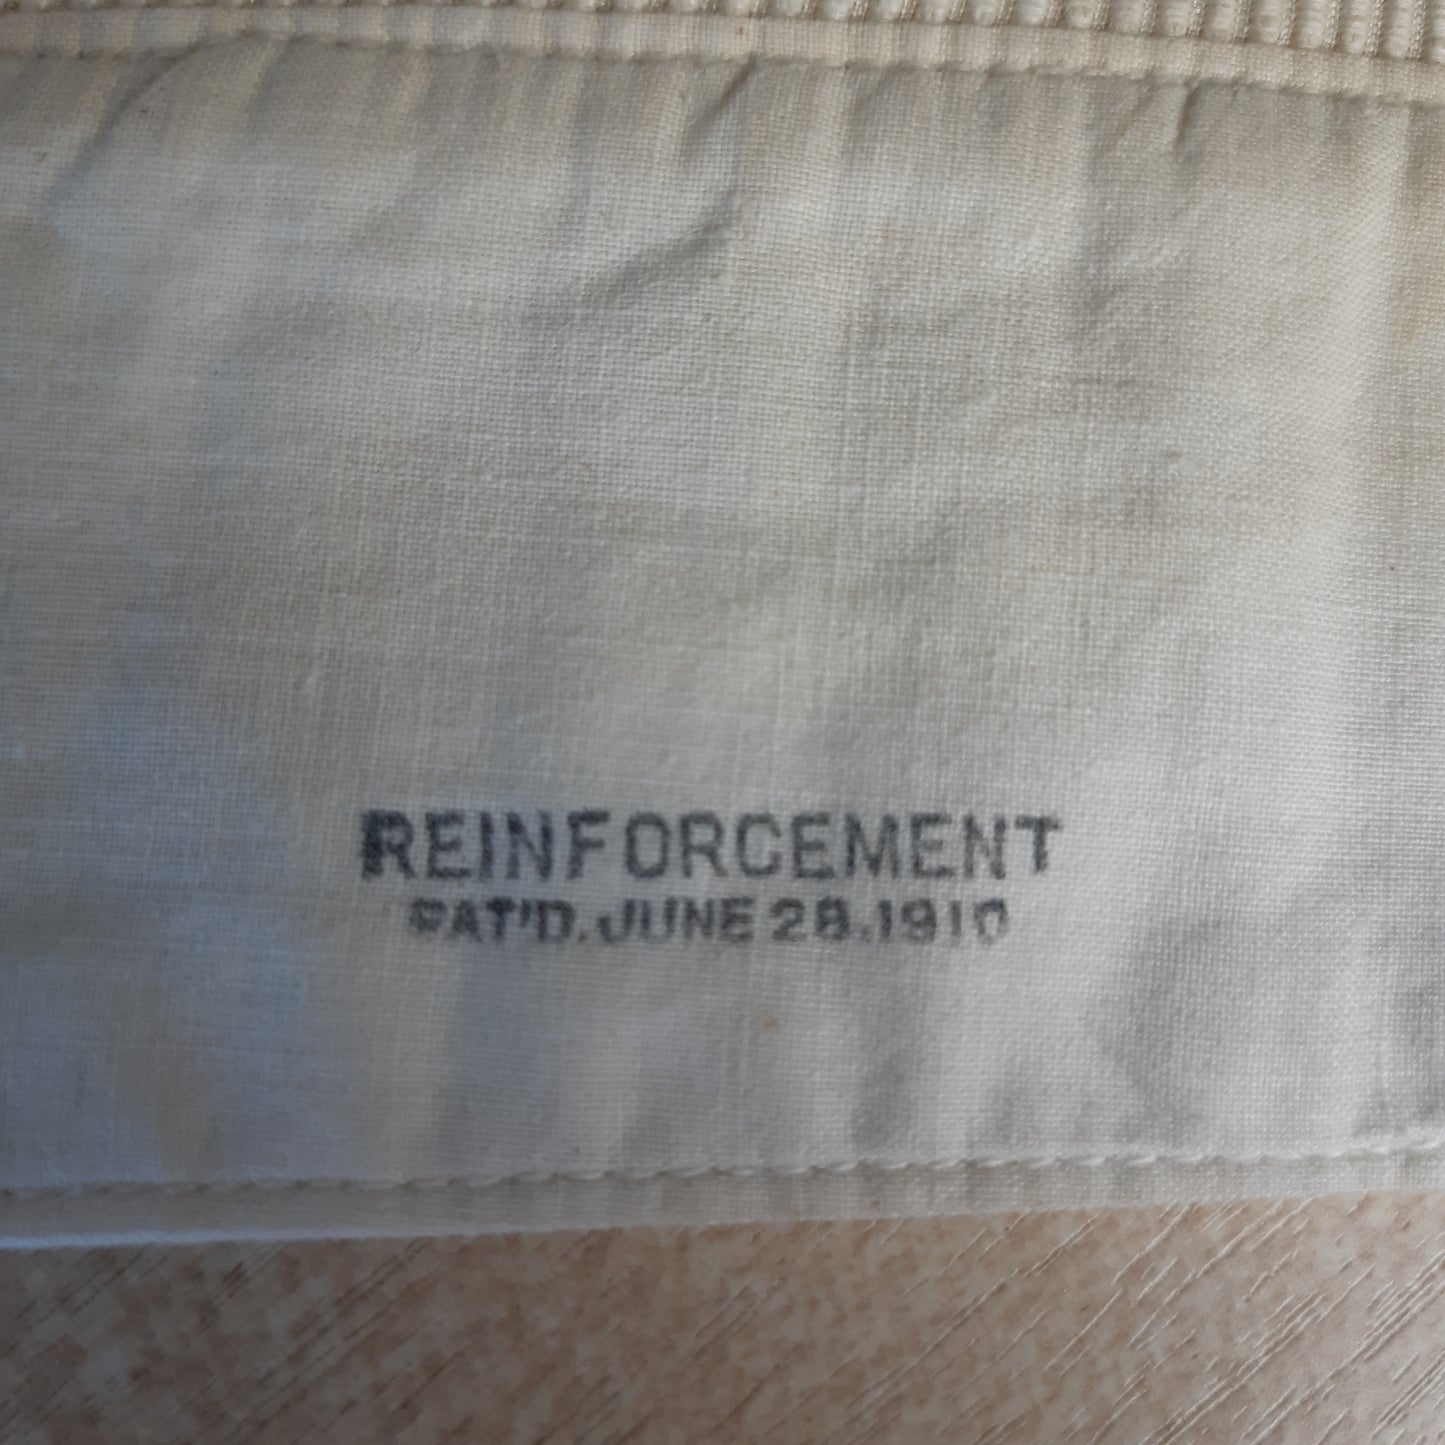 REINFORCEMENT
PAT'D. JUNE 28. 1910